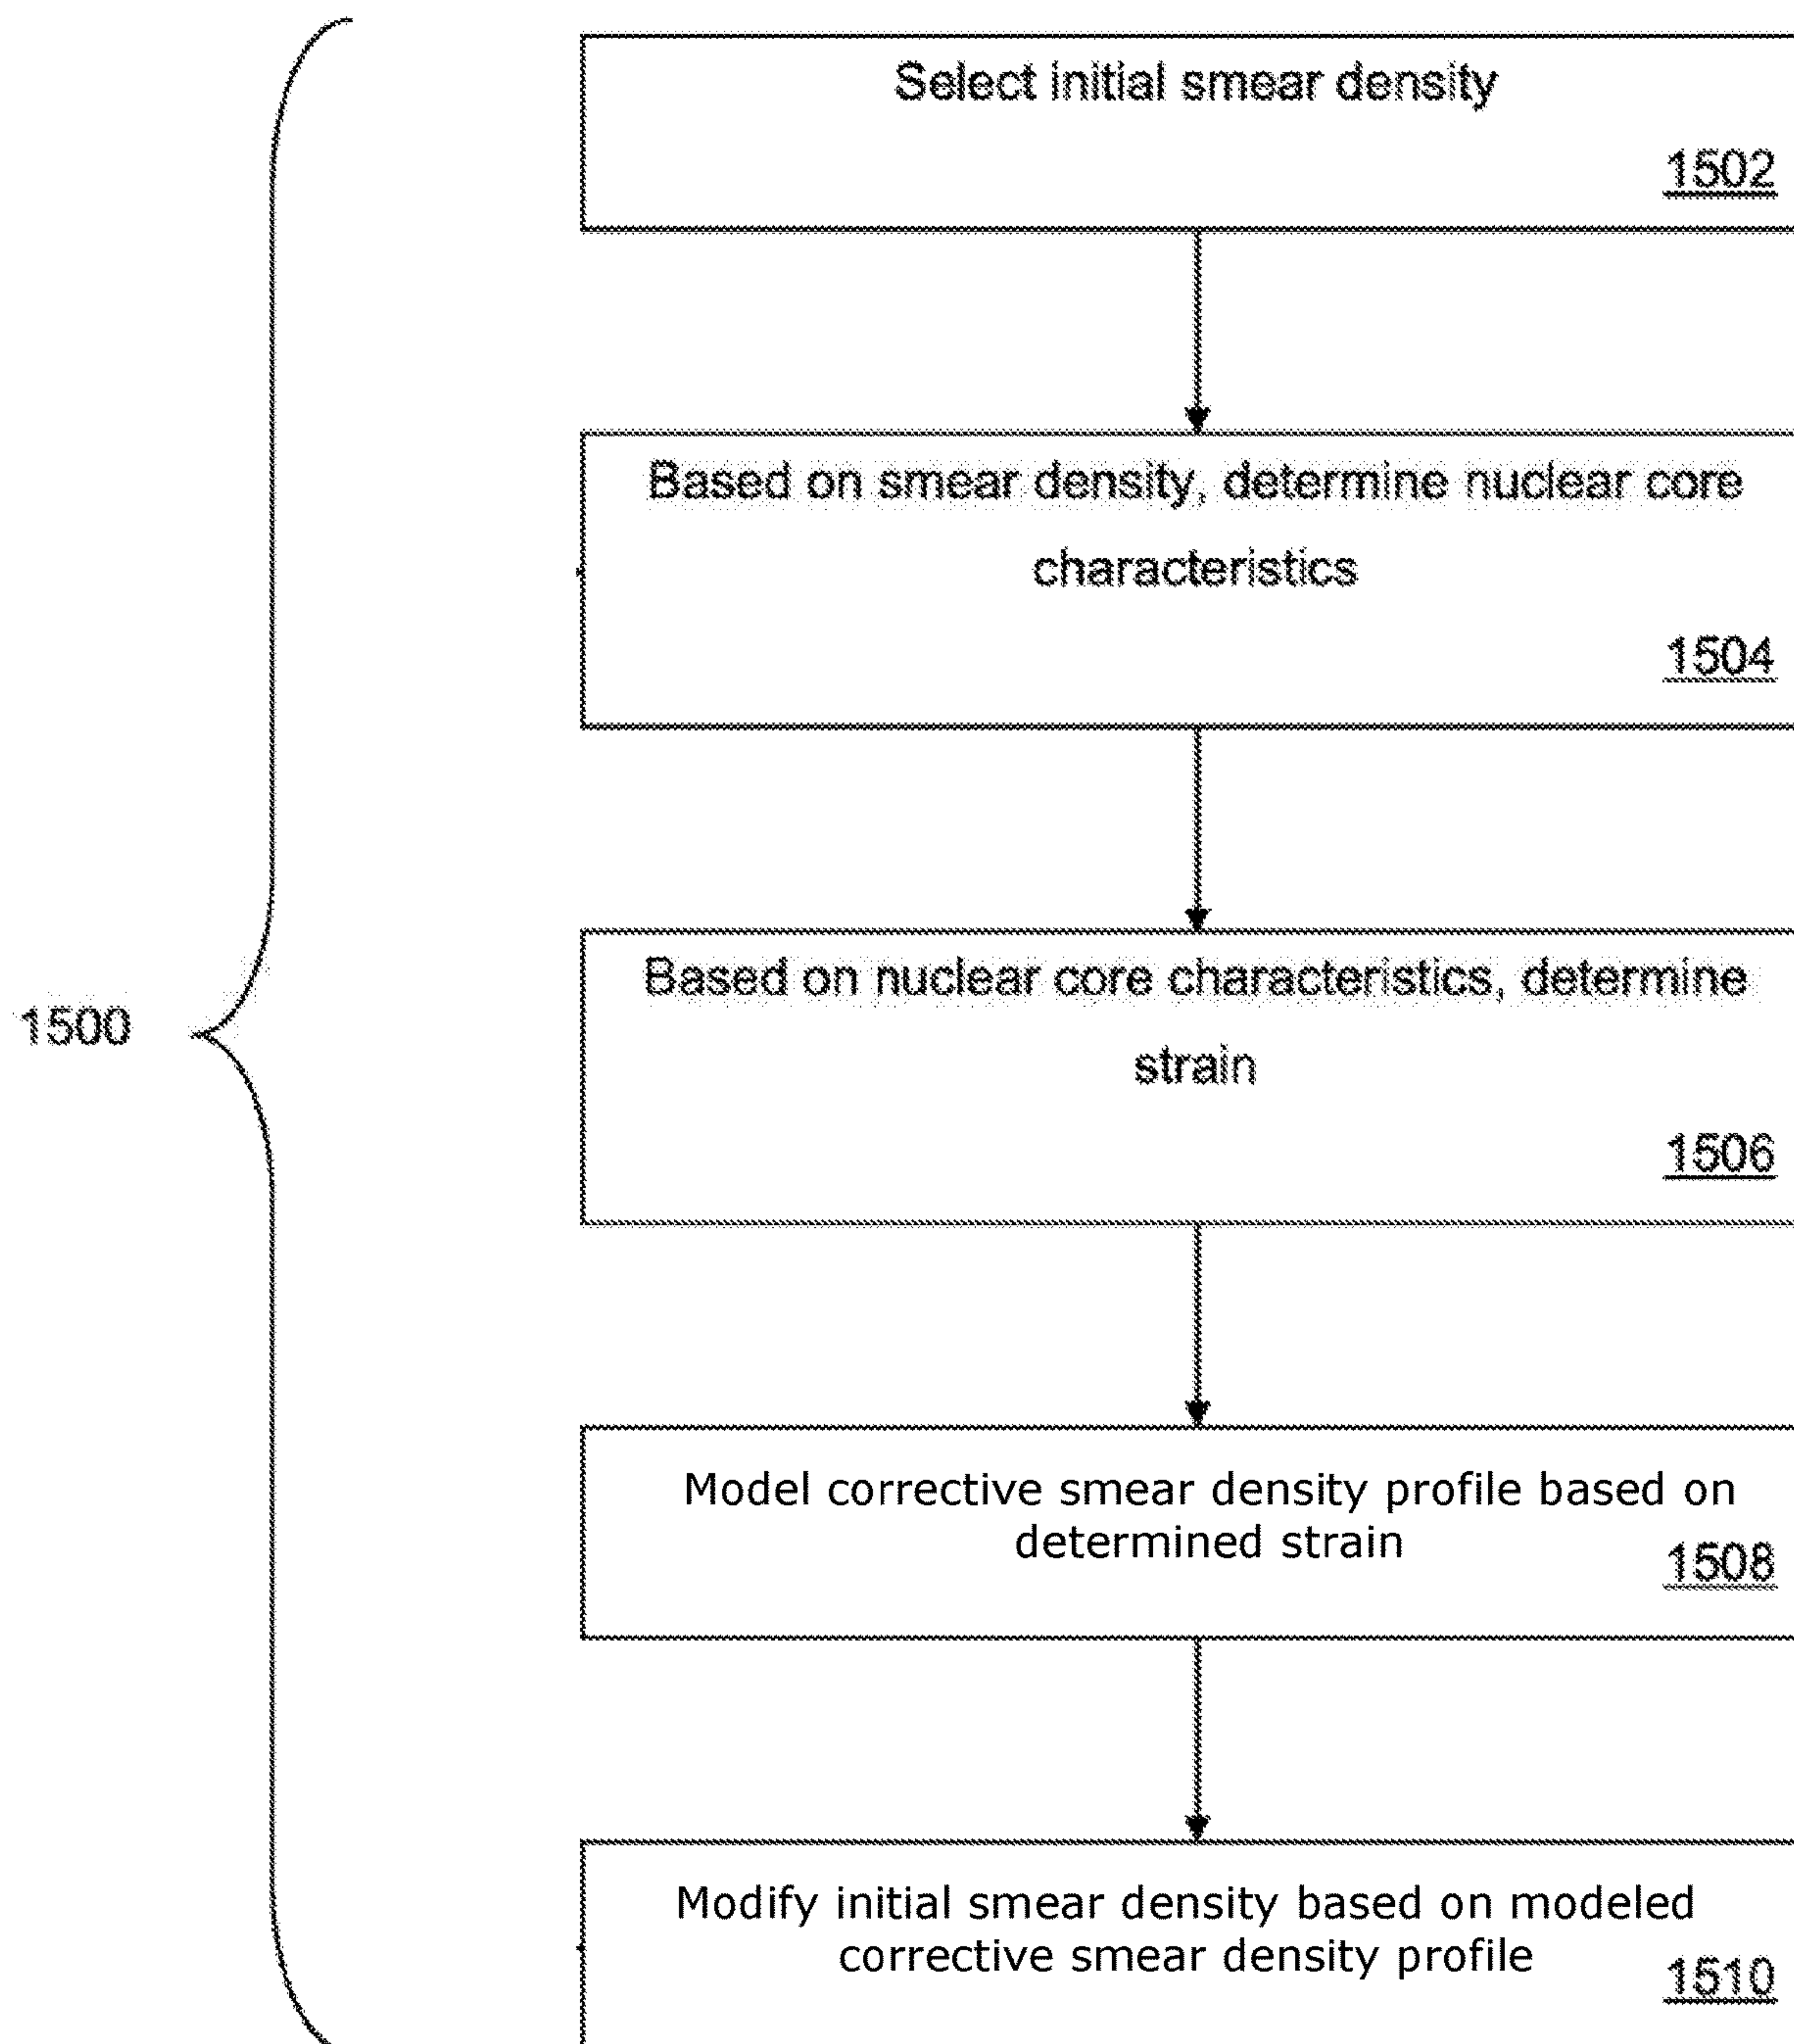 Select initial smear density
1502
Based on smear density, determine nuclear core
characteristics
1504
Based on nuclear core characteristics, determine
strain
1506
1500
Model corrective smear density profile based on
determined strain
1508
Modify initial smear density based on modeled
corrective smear density profile
1510